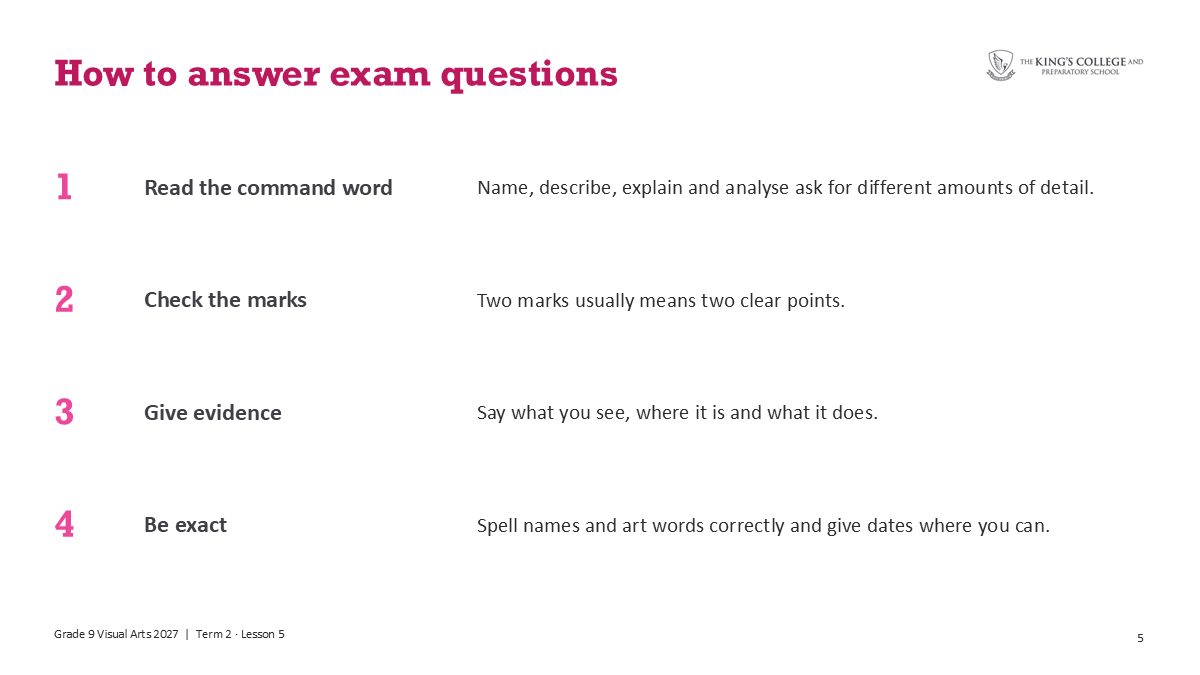 How to answer exam questions
THE KING'S COLLEGE AND
PREPARATORY SCHOOL
1 Read the command word Name, describe, explain and analyse ask for different amounts of detail.
2 Check the marks Two marks usually means two clear points.
3 Give evidence Say what you see, where it is and what it does.
4 Be exact Spell names and art words correctly and give dates where you can.
Grade 9 Visual Arts 2027 | Term 2 · Lesson 5
5